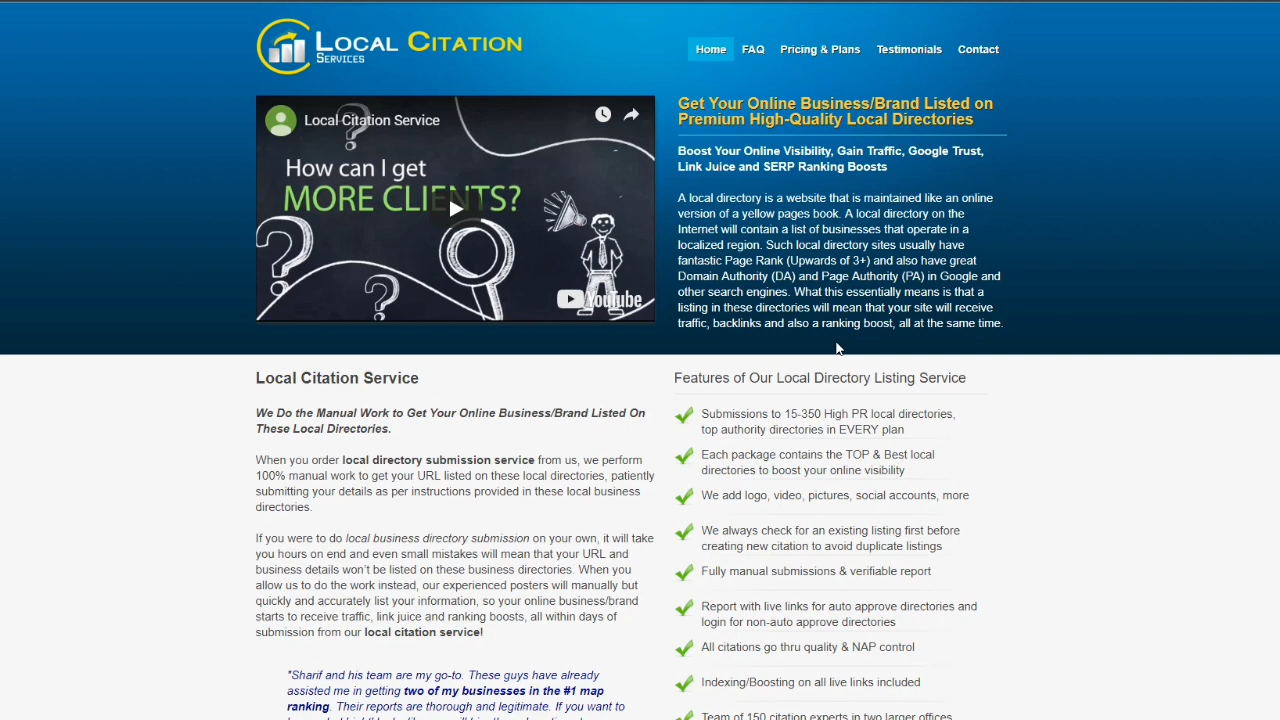 LOCAL CITATION
SERVICES
Home FAQ Pricing & Plans Testimonials Contact
Local Citation Service
How can I get
MORE CLIENTS?
YouTube
Get Your Online Business/Brand Listed on
Premium High-Quality Local Directories
Boost Your Online Visibility, Gain Traffic, Google Trust,
Link Juice and SERP Ranking Boosts
A local directory is a website that is maintained like an online
version of a yellow pages book. A local directory on the
Internet will contain a list of businesses that operate in a
localized region. Such local directory sites usually have
fantastic Page Rank (Upwards of 3+) and also have great
Domain Authority (DA) and Page Authority (PA) in Google and
other search engines. What this essentially means is that a
listing in these directories will mean that your site will receive
traffic, backlinks and also a ranking boost, all at the same time.
Local Citation Service
We Do the Manual Work to Get Your Online Business/Brand Listed On
These Local Directories.
When you order local directory submission service from us, we perform
100% manual work to get your URL listed on these local directories, patiently
submitting your details as per instructions provided in these local business
directories.
If you were to do local business directory submission on your own, it will take
you hours on end and even small mistakes will mean that your URL and
business details won't be listed on these business directories. When you
allow us to do the work instead, our experienced posters will manually but
quickly and accurately list your information, so your online business/brand
starts to receive traffic, link juice and ranking boosts, all within days of
submission from our local citation service!
"Sharif and his team are my go-to. These guys have already
assisted me in getting two of my businesses in the #1 map
ranking. Their reports are thorough and legitimate. If you want to
Features of Our Local Directory Listing Service
Submissions to 15-350 High PR local directories,
top authority directories in EVERY plan
Each package contains the TOP & Best local
directories to boost your online visibility
We add logo, video, pictures, social accounts, more
We always check for an existing listing first before
creating new citation to avoid duplicate listings
Fully manual submissions & verifiable report
Report with live links for auto approve directories and
login for non-auto approve directories
All citations go thru quality & NAP control
Indexing/Boosting on all live links included
Team of 150 citation experts in two larger offices